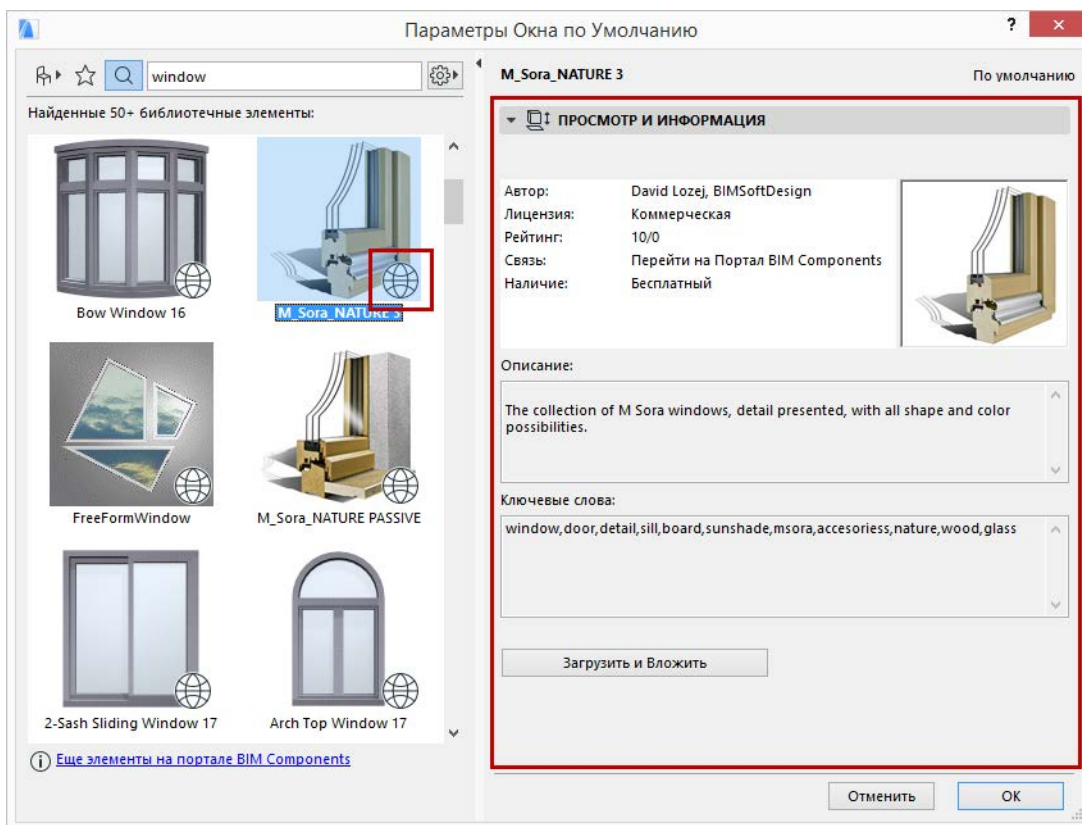 Параметры Окна по Умолчанию
?
window
Найденные 50+ библиотечные элементы:
Bow Window 16
M_Sora_NATURE 3
FreeFormWindow
M_Sora_NATURE PASSIVE
2-Sash Sliding Window 17
Arch Top Window 17
Еще элементы на портале BIM Components
M_Sora_NATURE 3
По умолчанию
ПРОСМОТР И ИНФОРМАЦИЯ
Автор: David Lozej, BIMSoftDesign
Лицензия: Коммерческая
Рейтинг: 10/0
Связь: Перейти на Портал BIM Components
Наличие: Бесплатный
Описание:
The collection of M Sora windows, detail presented, with all shape and color
possibilities.
Ключевые слова:
window,door,detail,sill,board,sunshade,msora,accesoriess,nature,wood,glass
Загрузить и Вложить
Отменить
ОК